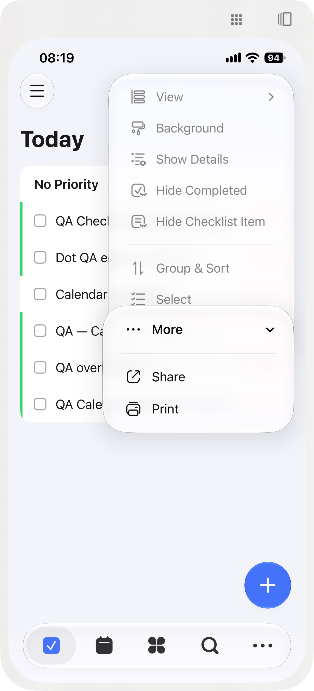 08:19
94
View
Background
Today
Show Details
No Priority
Hide Completed
QA Chec
Hide Checklist Item
Dot QA e
Group & Sort
Calendar
Select
QA — Ca
More
QA over
Share
QA Cale
Print